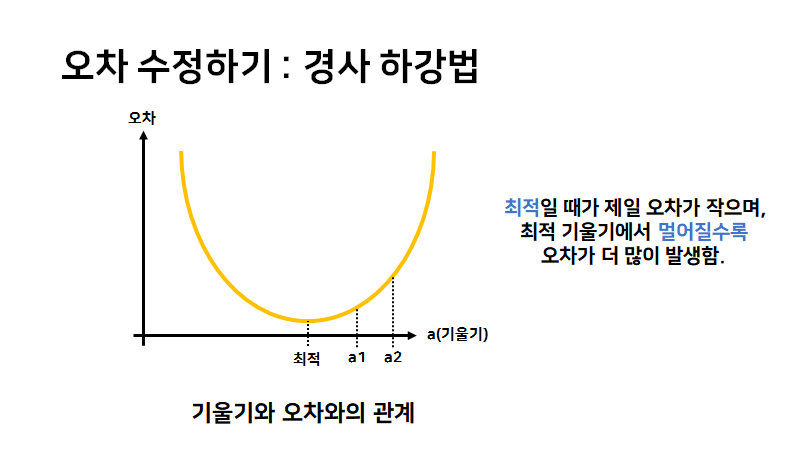 오차 수정하기 : 경사 하강법
오차
최적일 때가 제일 오차가 작으며,
최적 기울기에서 멀어질수록
오차가 더 많이 발생함.
a(기울기)
최적 a1 a2
기울기와 오차와의 관계